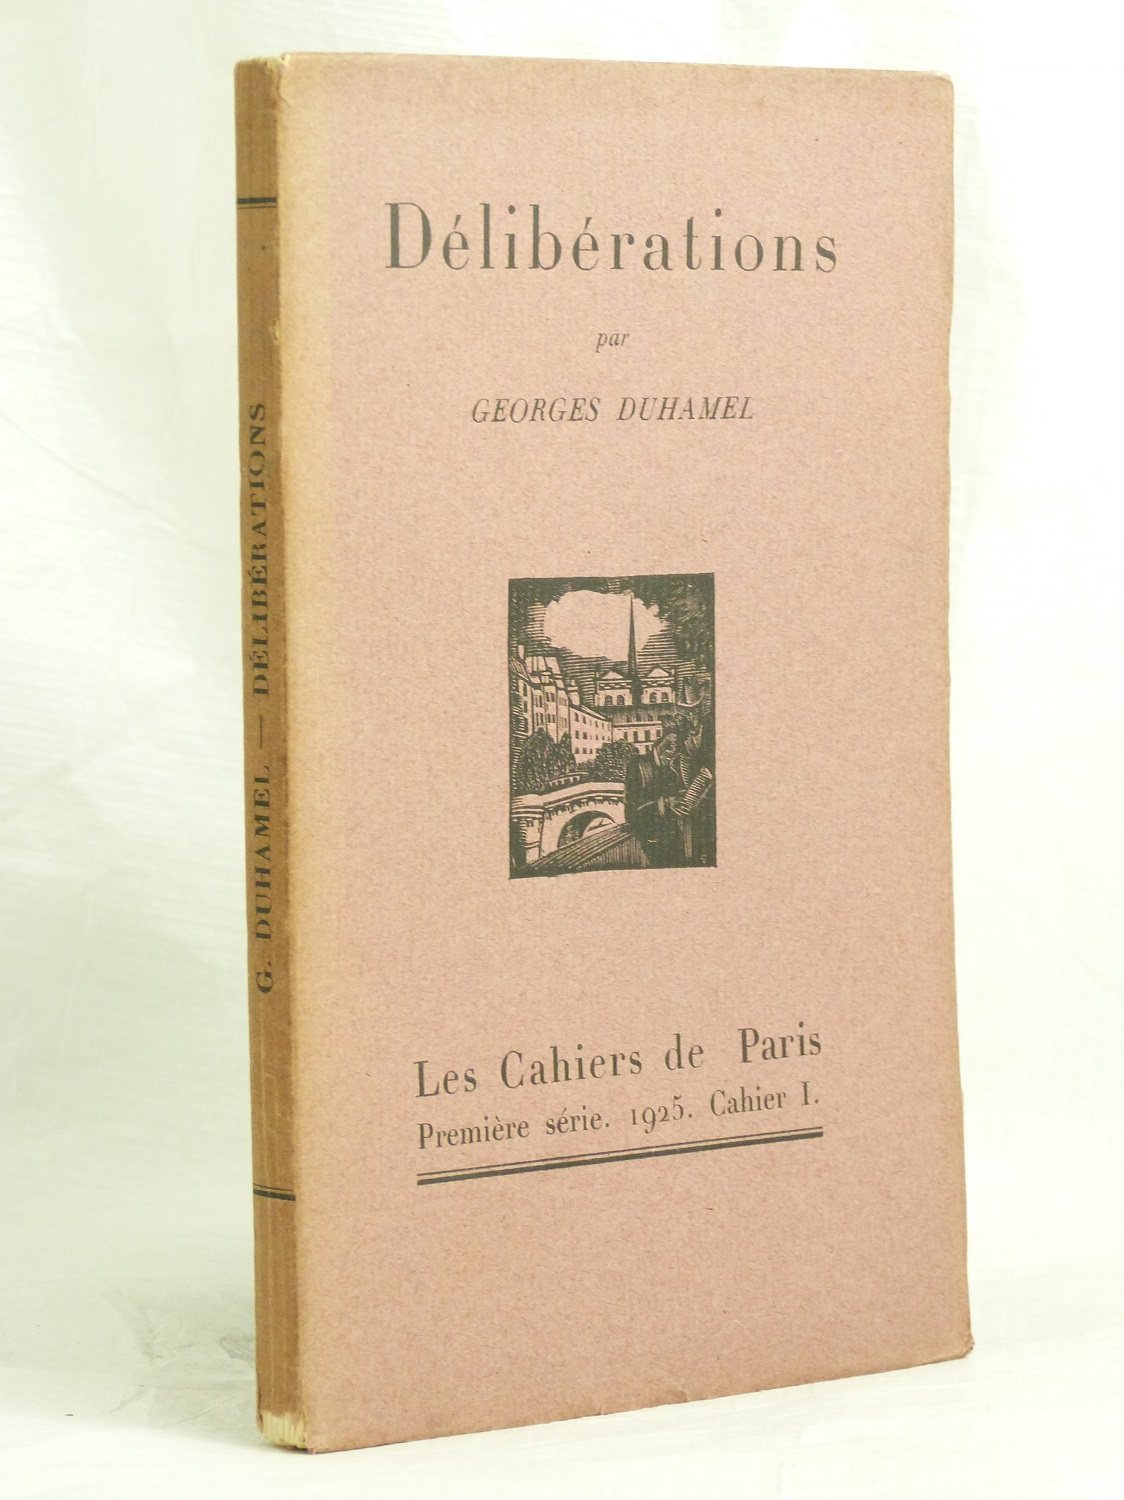 Délibérations
par
GEORGES DUHAMEL
Les Cahiers de Paris
Première série. 1925. Cahier I.
G. DUHAMEL — DÉLIBÉRATIONS